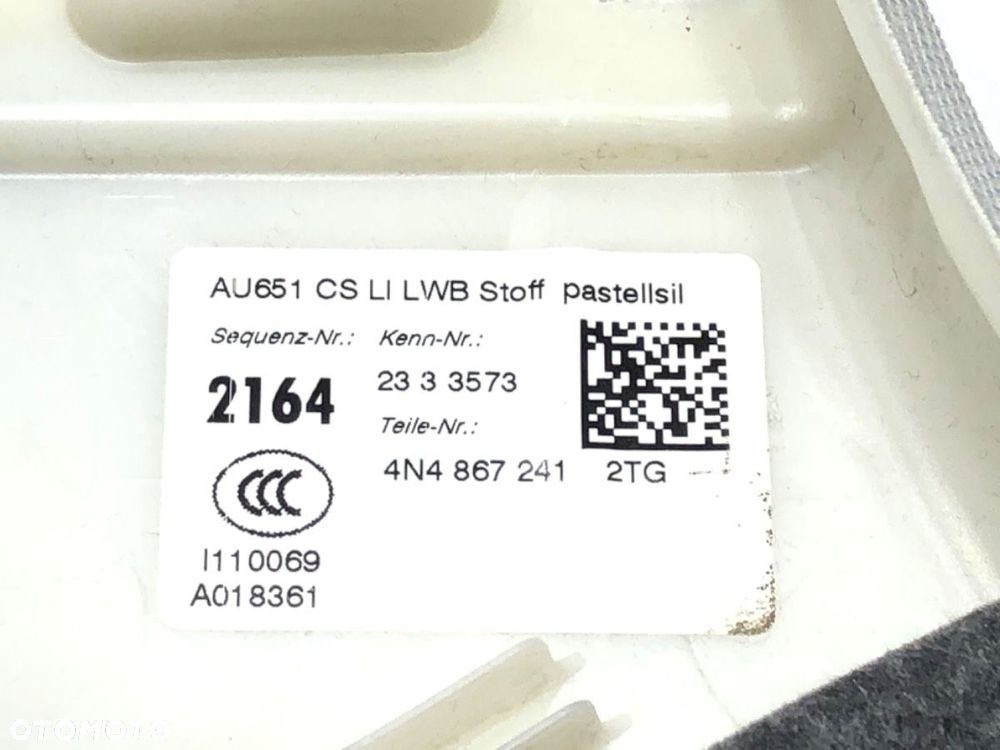 AU651 CS LI LWB Stoff pastellsil
Sequenz-Nr.: Kenn-Nr.:
2164 23 3 3573
Teile-Nr.:
4N4 867 241 2TG
CCC
I110069
A018361
OTOMOTO